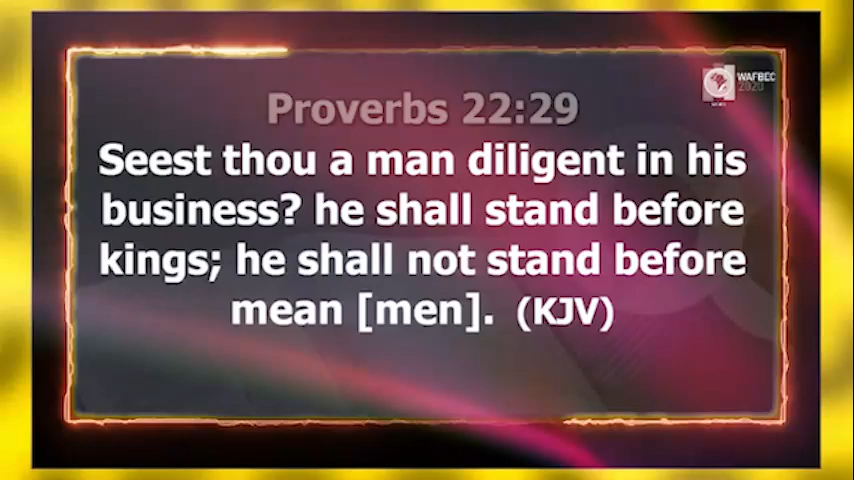 WAFBEC
2020
Proverbs 22:29
Seest thou a man diligent in his
business? he shall stand before
kings; he shall not stand before
mean [men]. (KJV)